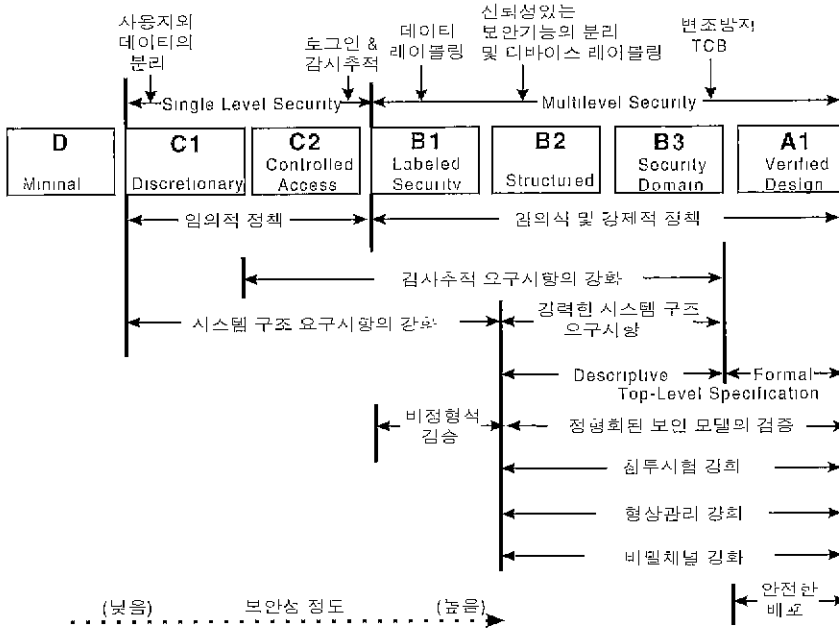 사용자의
데이터의
분리
로그인 &
감시추적
데이터
레이블링
신뢰성있는
보안기능의 분리
및 디바이스 레이블링
변조방지
TCB
Single Level Security
Multilevel Security
D
Mininal
C1
Discretionary
C2
Controlled
Access
B1
Labeled
Security
B2
Structured
B3
Security
Domain
A1
Verified
Design
임의적 정책
임의식 및 강제적 정책
감사추적 요구사항의 강화
시스템 구조 요구사항의 강화
강력한 시스템 구조
요구사항
Descriptive
Formal
Top-Level Specification
비정형석
검증
정형화된 보안 모델의 검증
침투시험 강화
형상관리 강화
비밀채널 강화
안전한
배포
(낮음) 보안성 정도 (높음)